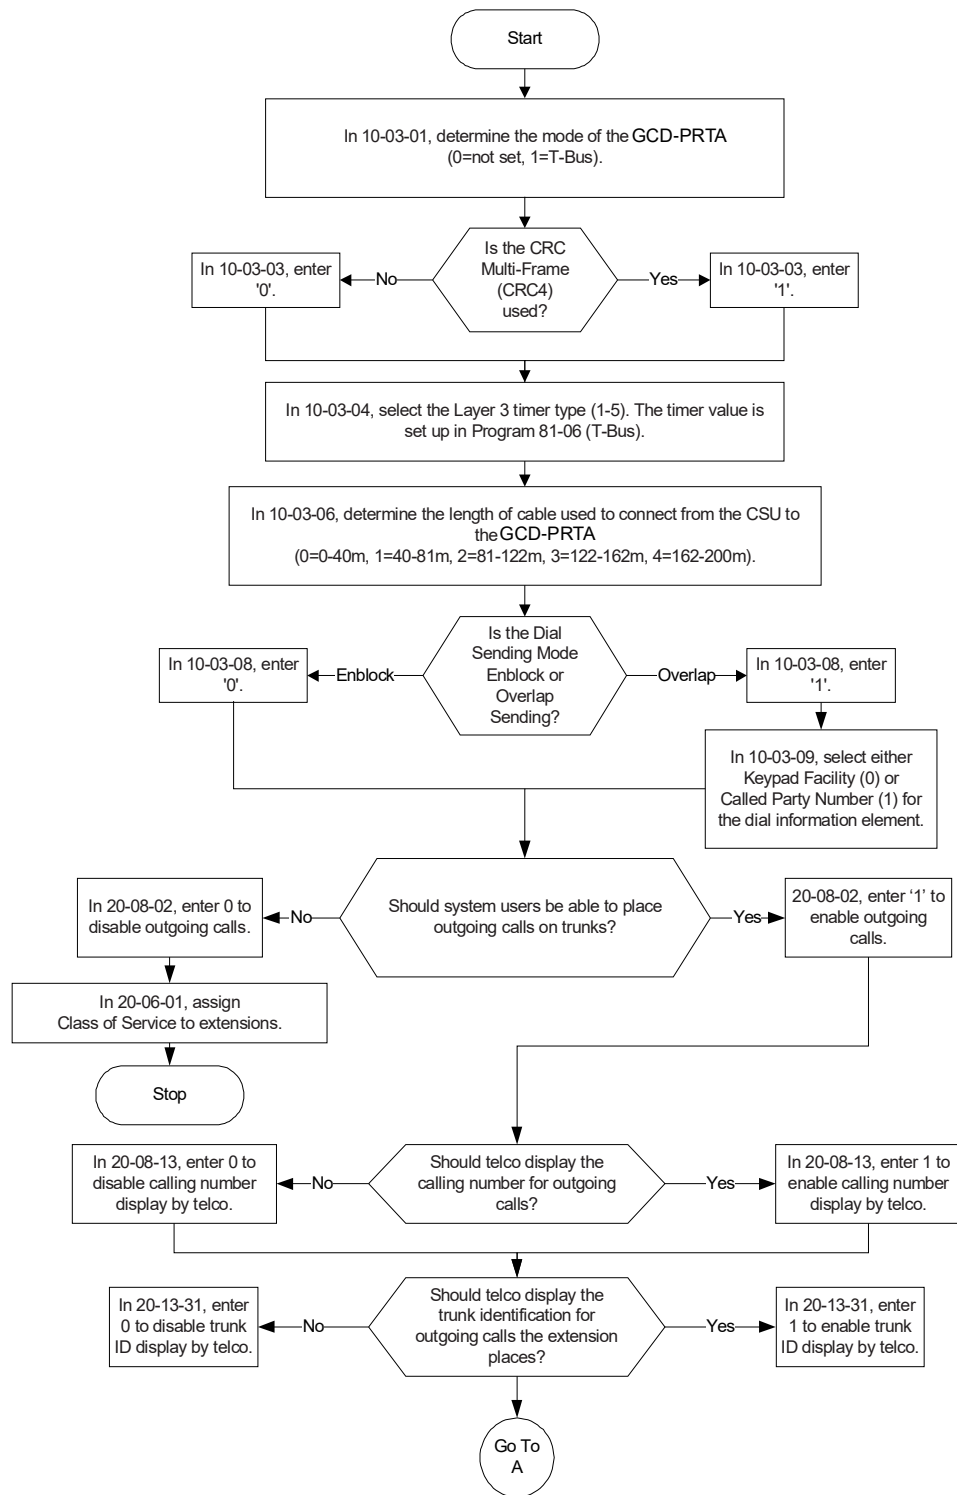 Start
In 10-03-01, determine the mode of the GCD-PRTA
(0=not set, 1=T-Bus).
Is the CRC
Multi-Frame
(CRC4)
used?
No
Yes
In 10-03-03, enter
'0'.
In 10-03-03, enter
'1'.
In 10-03-04, select the Layer 3 timer type (1-5). The timer value is
set up in Program 81-06 (T-Bus).
In 10-03-06, determine the length of cable used to connect from the CSU to
the GCD-PRTA
(0=0-40m, 1=40-81m, 2=81-122m, 3=122-162m, 4=162-200m).
Is the Dial
Sending Mode
Enblock or
Overlap
Sending?
Enblock
Overlap
In 10-03-08, enter
'0'.
In 10-03-08, enter
'1'.
In 10-03-09, select either
Keypad Facility (0) or
Called Party Number (1) for
the dial information element.
Should system users be able to place
outgoing calls on trunks?
No
Yes
In 20-08-02, enter 0 to
disable outgoing calls.
20-08-02, enter ‘1’ to
enable outgoing
calls.
In 20-06-01, assign
Class of Service to extensions.
Stop
Should telco display the
calling number for outgoing
calls?
No
Yes
In 20-08-13, enter 0 to
disable calling number
display by telco.
In 20-08-13, enter 1 to
enable calling number
display by telco.
Should telco display the
trunk identification for
outgoing calls the extension
places?
No
Yes
In 20-13-31, enter
0 to disable trunk
ID display by telco.
In 20-13-31, enter
1 to enable trunk
ID display by telco.
Go To
A